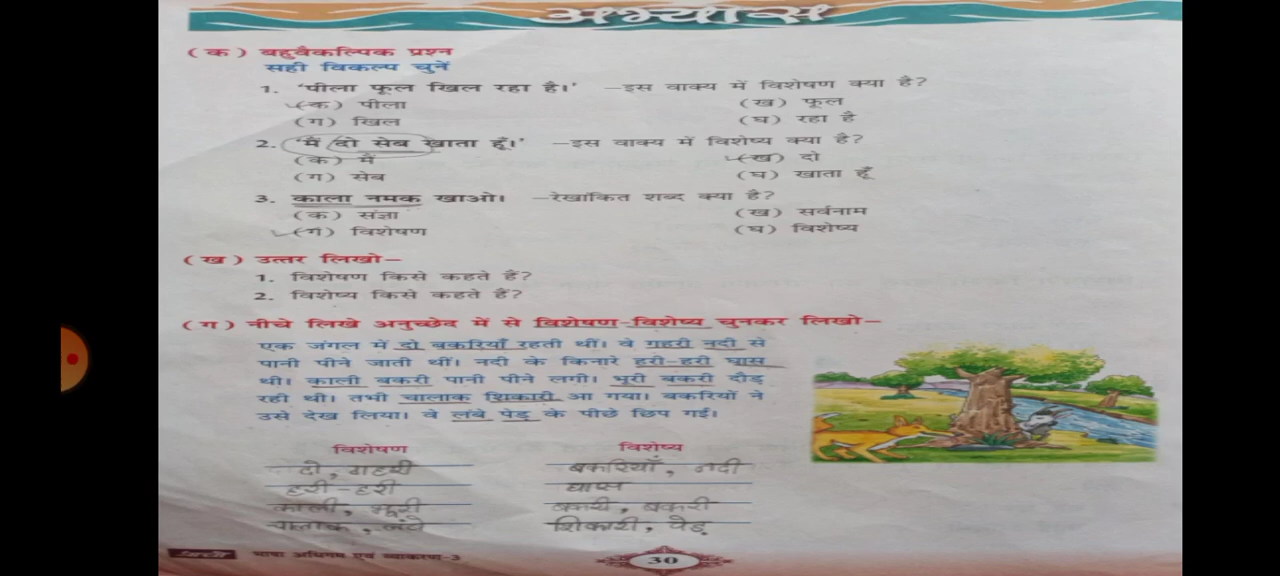 अभ्यास
(क) बहुवैकल्पिक प्रश्न
सही विकल्प चुनें
1. 'पीला फूल खिल रहा है।' –इस वाक्य में विशेषण क्या है?
(क) पीला (ख) फूल
(ग) खिल (घ) रहा है
2. 'मैं दो सेब खाता हूँ।' –इस वाक्य में विशेष्य क्या है?
(क) मैं (ख) दो
(ग) सेब (घ) खाता हूँ
3. काला नमक खाओ। –रेखांकित शब्द क्या है?
(क) संज्ञा (ख) सर्वनाम
(ग) विशेषण (घ) विशेष्य
(ख) उत्तर लिखो–
1. विशेषण किसे कहते हैं?
2. विशेष्य किसे कहते हैं?
(ग) नीचे लिखे अनुच्छेद में से विशेषण-विशेष्य चुनकर लिखो–
एक जंगल में दो बकरियाँ रहती थीं। वे गहरी नदी से
पानी पीने जाती थीं। नदी के किनारे हरी-हरी घास
थी। काली बकरी पानी पीने लगी। भूरी बकरी दौड़
रही थी। तभी चालाक शिकारी आ गया। बकरियों ने
उसे देख लिया। वे लंबे पेड़ के पीछे छिप गईं।
विशेषण विशेष्य
दो, गहरी बकरियाँ, नदी
हरी-हरी घास
काली, भूरी बकरी, बकरी
चालाक, लंबे शिकारी, पेड़
भाषा अधिगम एवं व्याकरण-3
30